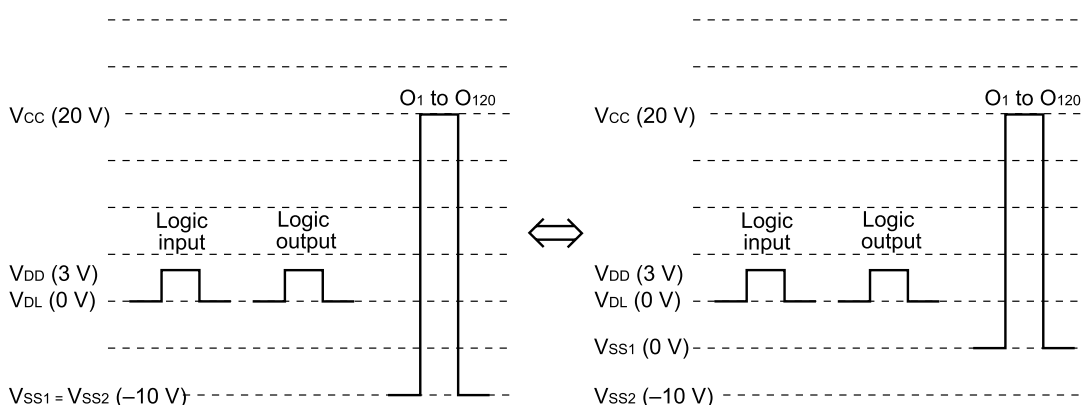 O1 to O120
VCC (20 V)
Logic
input
Logic
output
VDD (3 V)
VDL (0 V)
VSS1 = VSS2 (–10 V)
O1 to O120
VCC (20 V)
Logic
input
Logic
output
VDD (3 V)
VDL (0 V)
VSS1 (0 V)
VSS2 (–10 V)